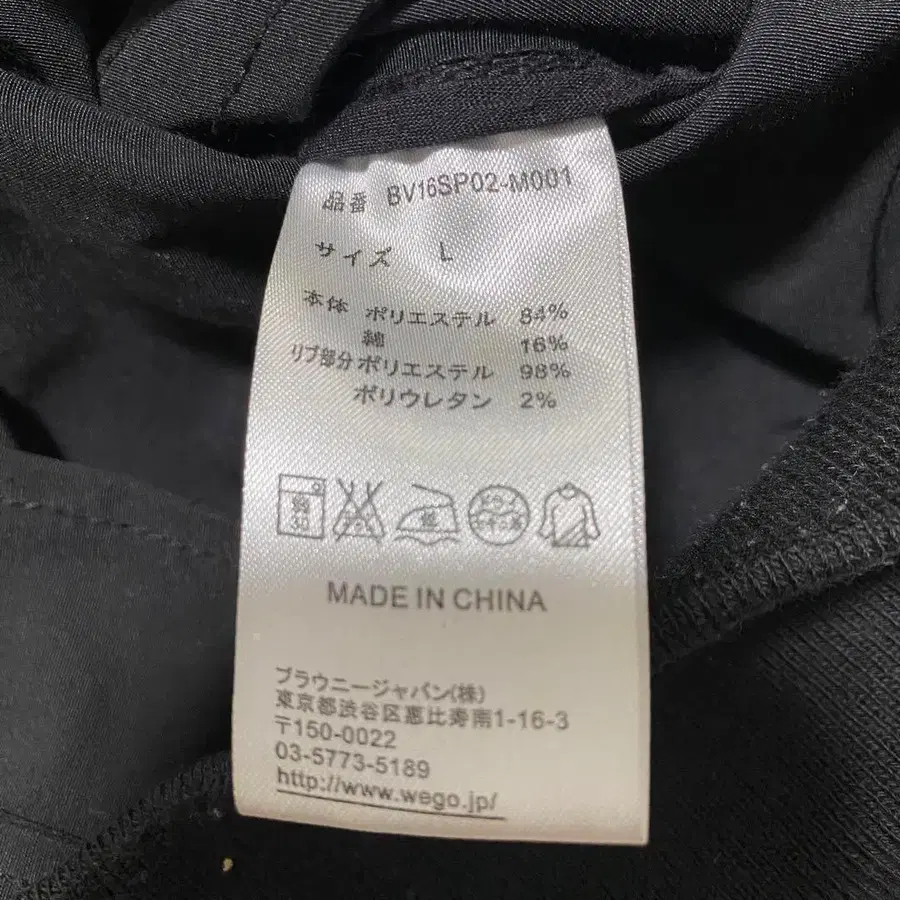 品番 BV16SP02-M001
サイズ L
本体 ポリエステル 84%
綿 16%
リブ部分 ポリエステル 98%
ポリウレタン 2%
MADE IN CHINA
ブラウニージャパン(株)
東京都渋谷区恵比寿南1-16-3
〒150-0022
03-5773-5189
http://www.wego.jp/